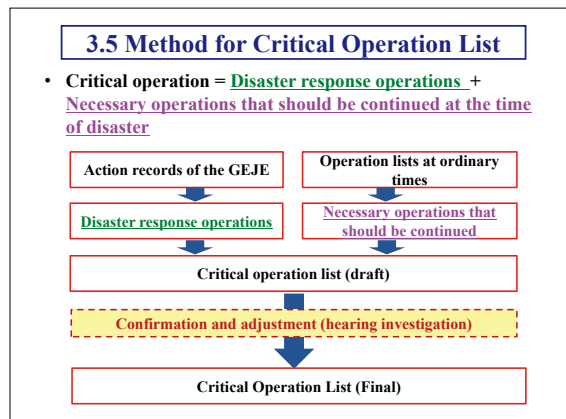 3.5 Method for Critical Operation List
• Critical operation = Disaster response operations +
Necessary operations that should be continued at the time
of disaster
Action records of the GEJE
Operation lists at ordinary
times
Disaster response operations
Necessary operations that
should be continued
Critical operation list (draft)
Confirmation and adjustment (hearing investigation)
Critical Operation List (Final)